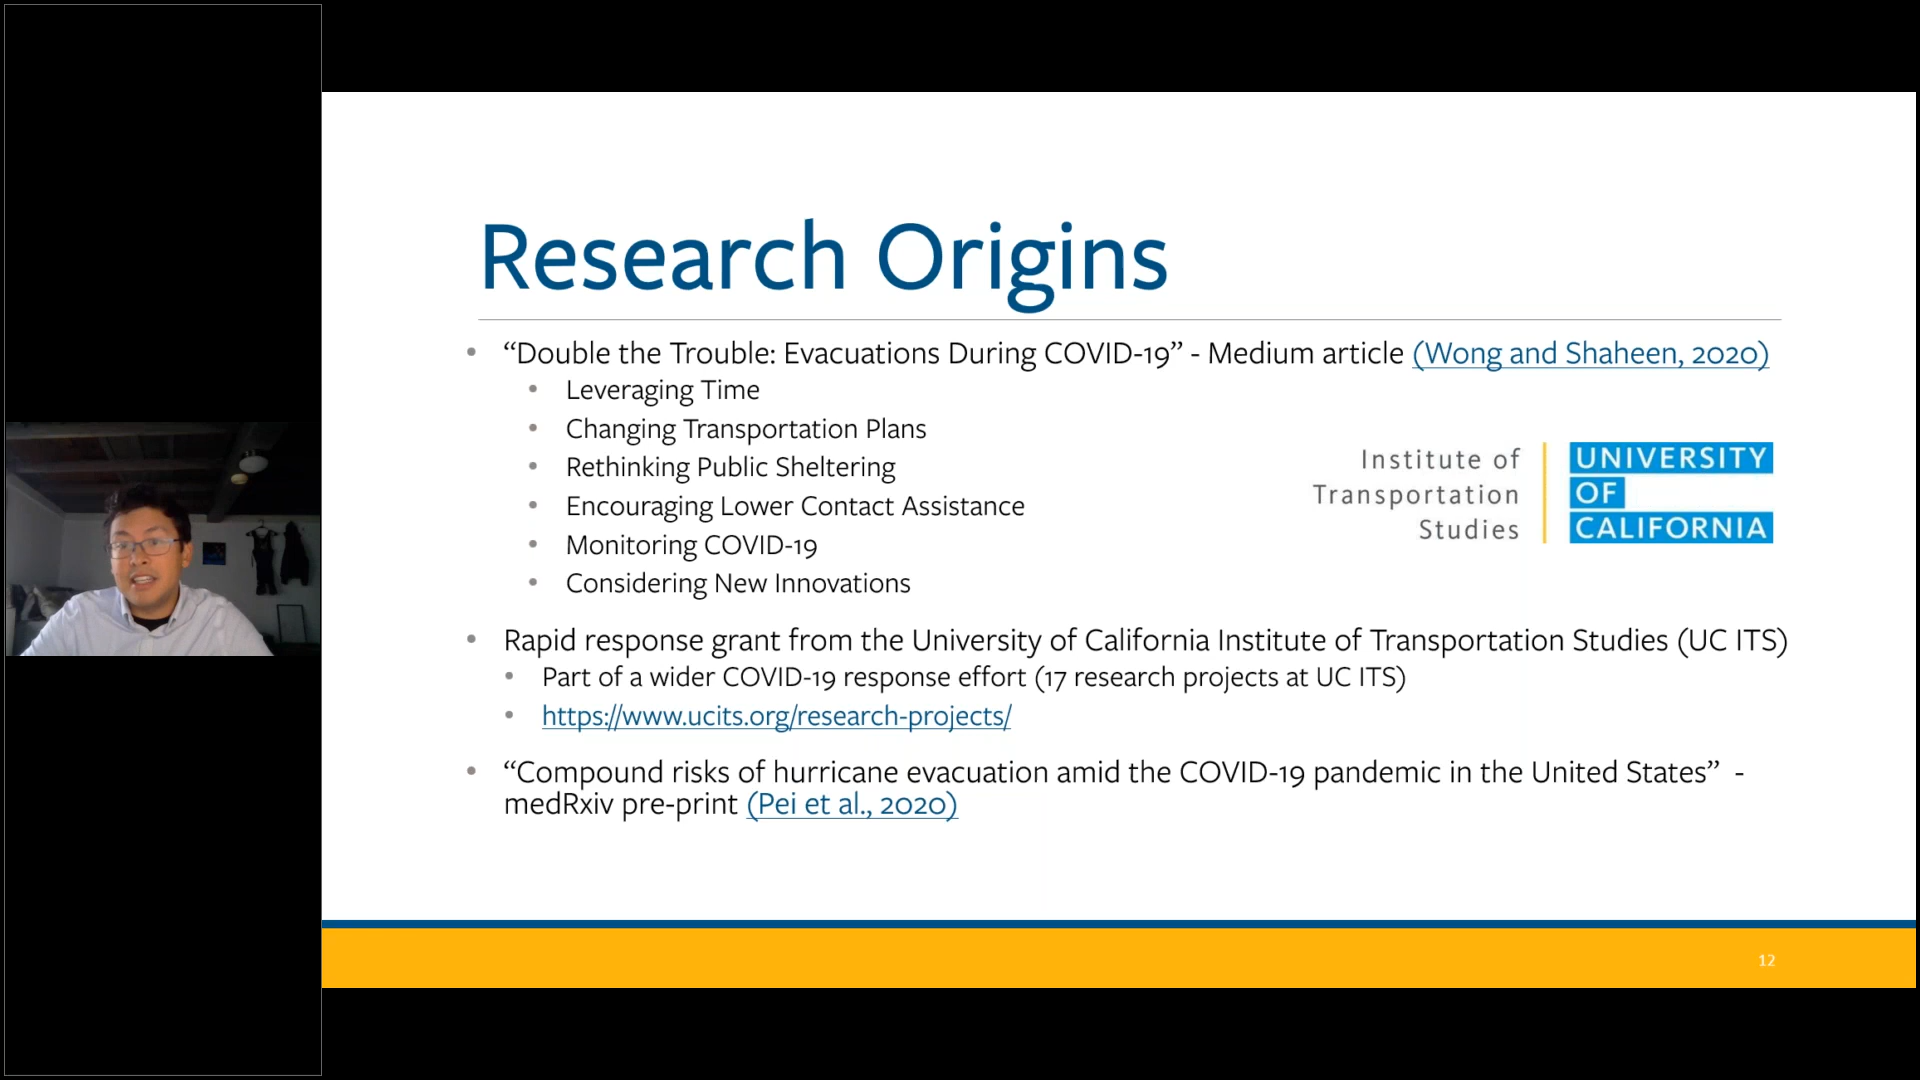 Research Origins
“Double the Trouble: Evacuations During COVID-19” - Medium article (Wong and Shaheen, 2020)
Leveraging Time
Changing Transportation Plans
Rethinking Public Sheltering
Encouraging Lower Contact Assistance
Monitoring COVID-19
Considering New Innovations
Institute of
Transportation
Studies
UNIVERSITY
OF
CALIFORNIA
Rapid response grant from the University of California Institute of Transportation Studies (UC ITS)
Part of a wider COVID-19 response effort (17 research projects at UC ITS)
https://www.ucits.org/research-projects/
“Compound risks of hurricane evacuation amid the COVID-19 pandemic in the United States” -
medRxiv pre-print (Pei et al., 2020)
12